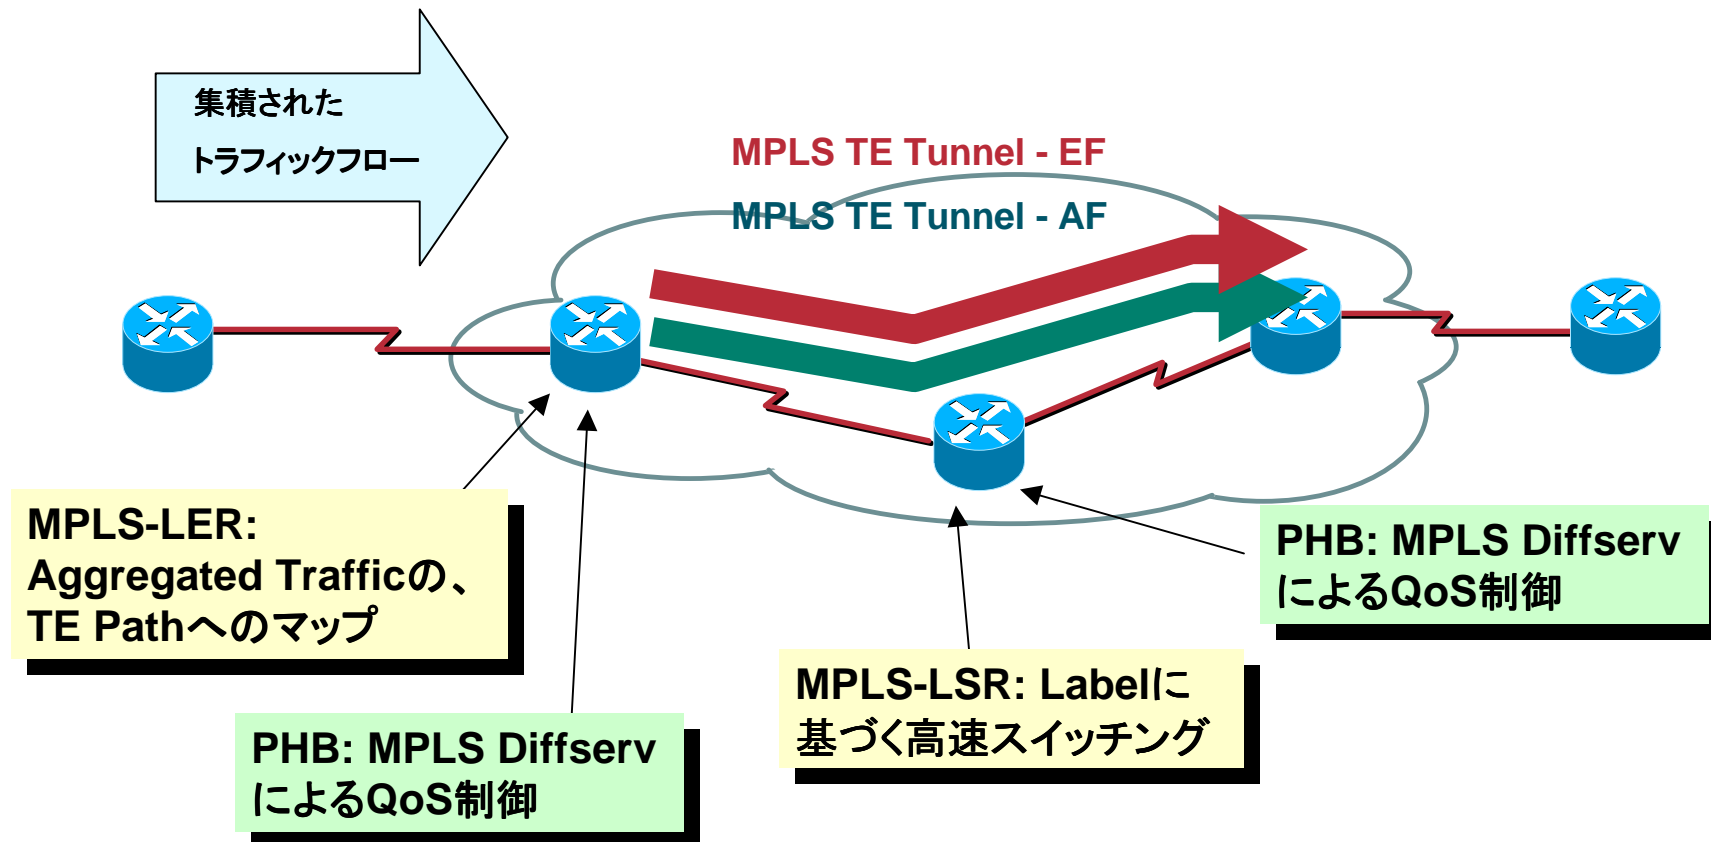 集積された
トラフィックフロー
MPLS TE Tunnel - EF
MPLS TE Tunnel - AF
MPLS-LER:
Aggregated Trafficの、
TE Pathへのマップ
PHB: MPLS Diffserv
によるQoS制御
MPLS-LSR: Labelに
基づく高速スイッチング
PHB: MPLS Diffserv
によるQoS制御